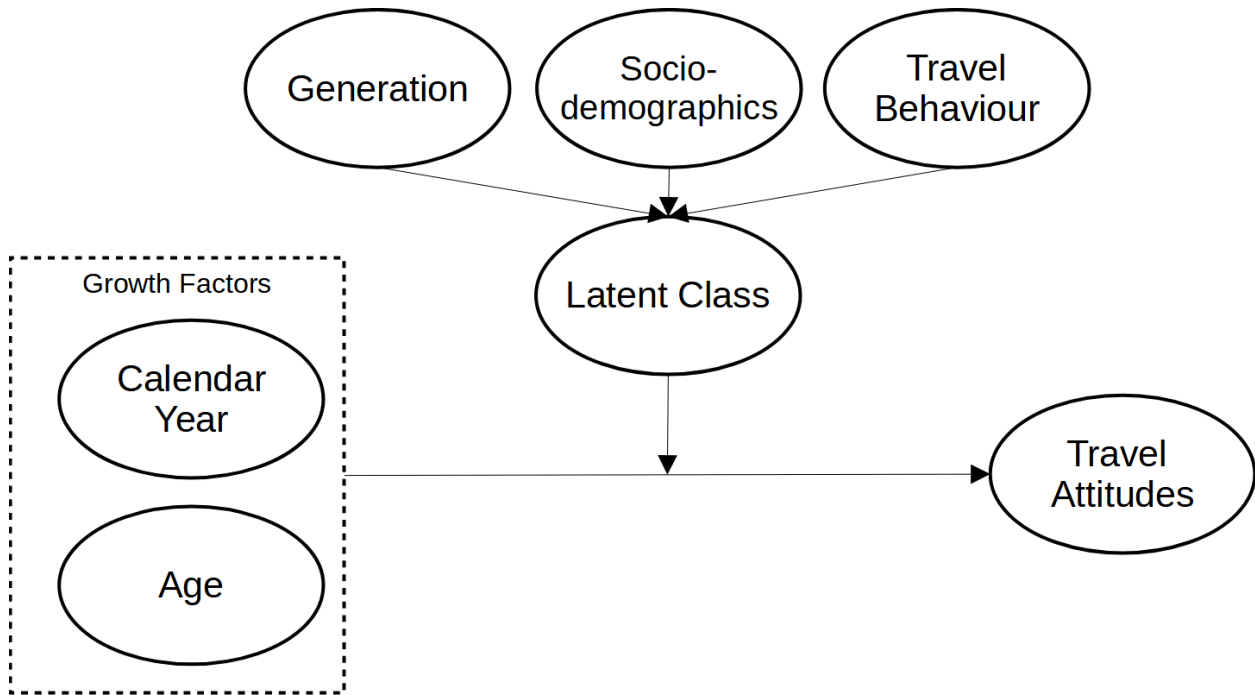 Generation
Socio-
demographics
Travel
Behaviour
Latent Class
Growth Factors
Calendar
Year
Age
Travel
Attitudes